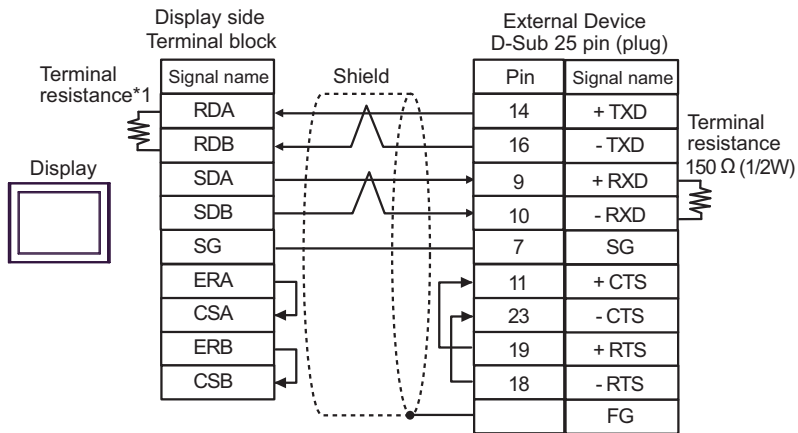 Display side
Terminal block
External Device
D-Sub 25 pin (plug)
Terminal
resistance*1
Signal name
Shield
Pin
Signal name
RDA
14
+ TXD
RDB
16
- TXD
Terminal
resistance
150 Ω (1/2W)
Display
SDA
9
+ RXD
SDB
10
- RXD
SG
7
SG
ERA
11
+ CTS
CSA
23
- CTS
ERB
19
+ RTS
CSB
18
- RTS
FG